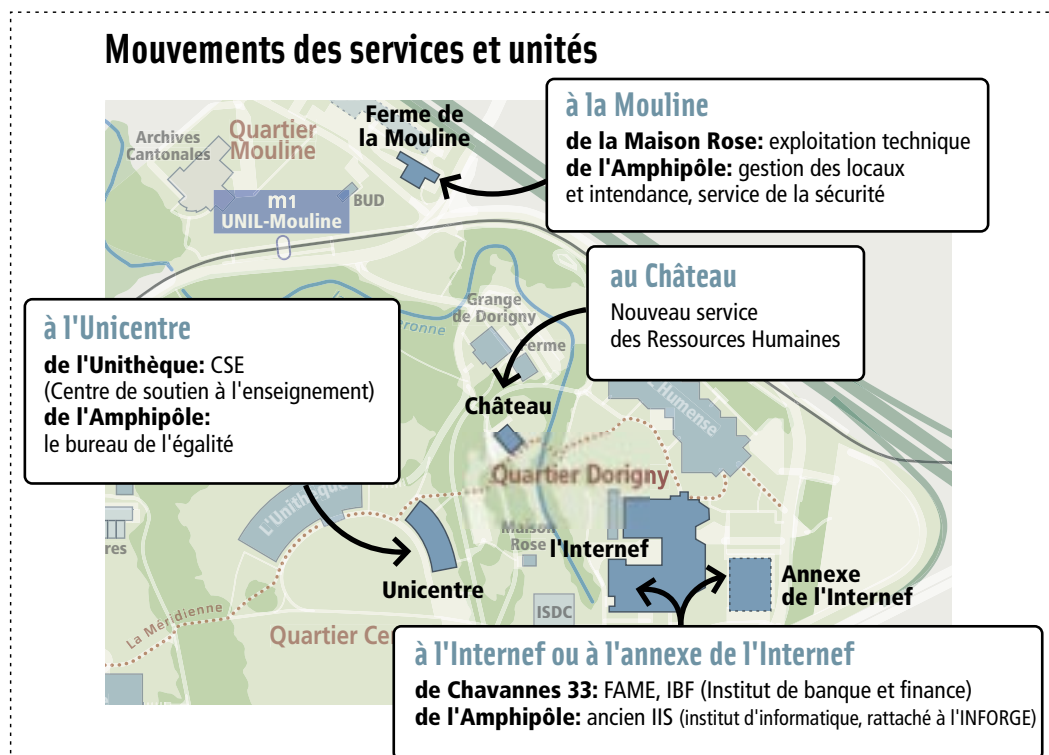 Mouvements des services et unités
Ferme de
la Mouline
à la Mouline
de la Maison Rose: exploitation technique
de l'Amphipôle: gestion des locaux
et intendance, service de la sécurité
Archives
Cantonales
Quartier
Mouline
BUD
m1
UNIL-Mouline
au Château
Nouveau service
des Ressources Humaines
à l'Unicentre
de l'Unithèque: CSE
(Centre de soutien à l'enseignement)
de l'Amphipôle:
le bureau de l'égalité
Grange
de Dorigny
Ferme
Château
L'Humense
Quartier Dorigny
L'Unithèque
Maison
Rose
l'Internef
Unicentre
Annexe
de l'Internef
ISDC
La Méridienne
Quartier Ce
à l'Internef ou à l'annexe de l'Internef
de Chavannes 33: FAME, IBF (Institut de banque et finance)
de l'Amphipôle: ancien IIS (institut d'informatique, rattaché à l'INFORGE)